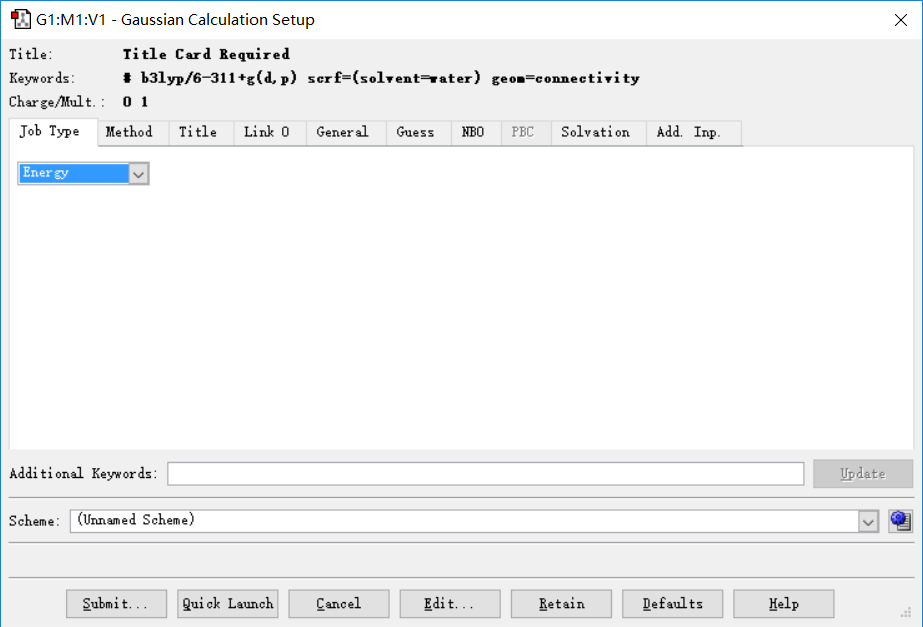 G1:M1:V1 - Gaussian Calculation Setup
Title: Title Card Required
Keywords: # b3lyp/6-311+g(d,p) scrf=(solvent=water) geom=connectivity
Charge/Mult.: 0 1
Job Type Method Title Link 0 General Guess NBO PBC Solvation Add. Inp.
Energy
Additional Keywords: Update
Scheme: (Unnamed Scheme)
Submit... Quick Launch Cancel Edit... Retain Defaults Help